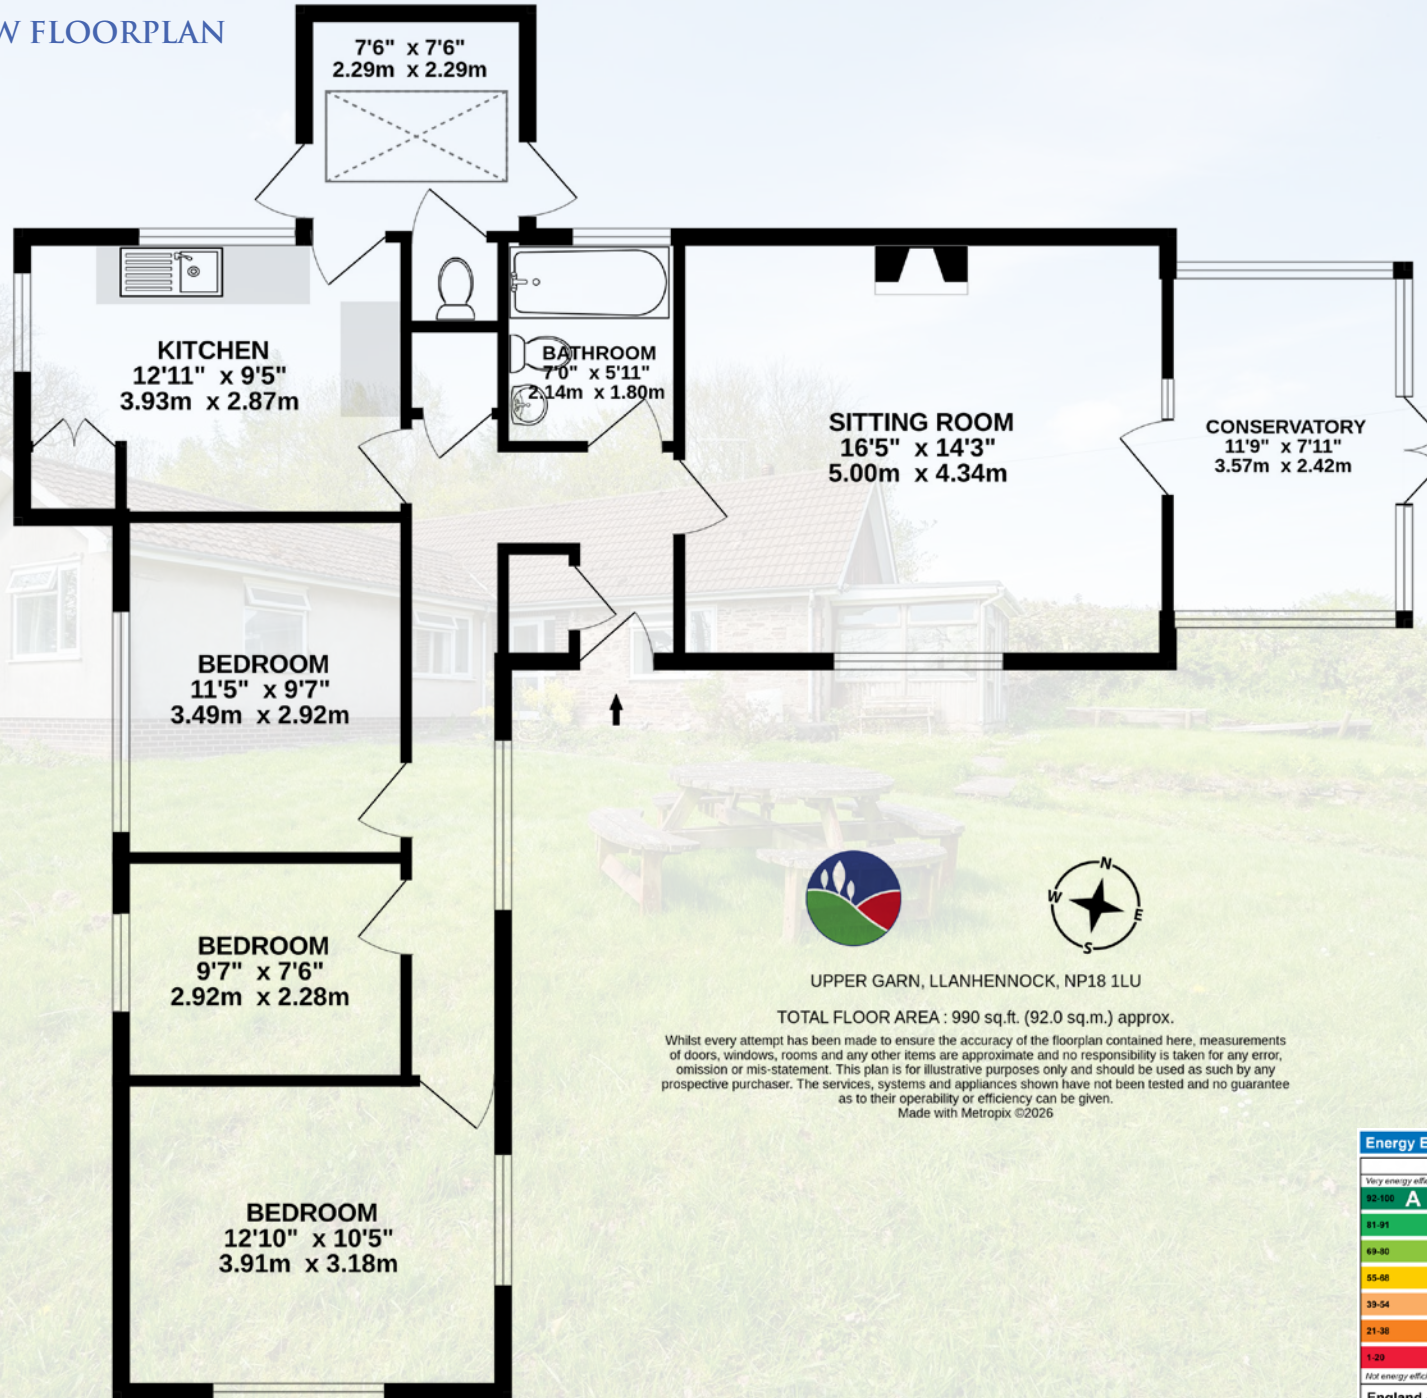 W FLOORPLAN
7'6" x 7'6"
2.29m x 2.29m
KITCHEN
12'11" x 9'5"
3.93m x 2.87m
BATHROOM
7'0" x 5'11"
2.14m x 1.80m
SITTING ROOM
16'5" x 14'3"
5.00m x 4.34m
CONSERVATORY
11'9" x 7'11"
3.57m x 2.42m
BEDROOM
11'5" x 9'7"
3.49m x 2.92m
BEDROOM
9'7" x 7'6"
2.92m x 2.28m
BEDROOM
12'10" x 10'5"
3.91m x 3.18m
N
W
E
S
UPPER GARN, LLANHENNOCK, NP18 1LU
TOTAL FLOOR AREA : 990 sq.ft. (92.0 sq.m.) approx.
Whilst every attempt has been made to ensure the accuracy of the floorplan contained here, measurements
of doors, windows, rooms and any other items are approximate and no responsibility is taken for any error,
omission or mis-statement. This plan is for illustrative purposes only and should be used as such by any
prospective purchaser. The services, systems and appliances shown have not been tested and no guarantee
as to their operability or efficiency can be given.
Made with Metropix ©2026
Energy E
Very energy effic
92-100 A
81-91
69-80
55-68
39-54
21-38
1-20
Not energy effic
England